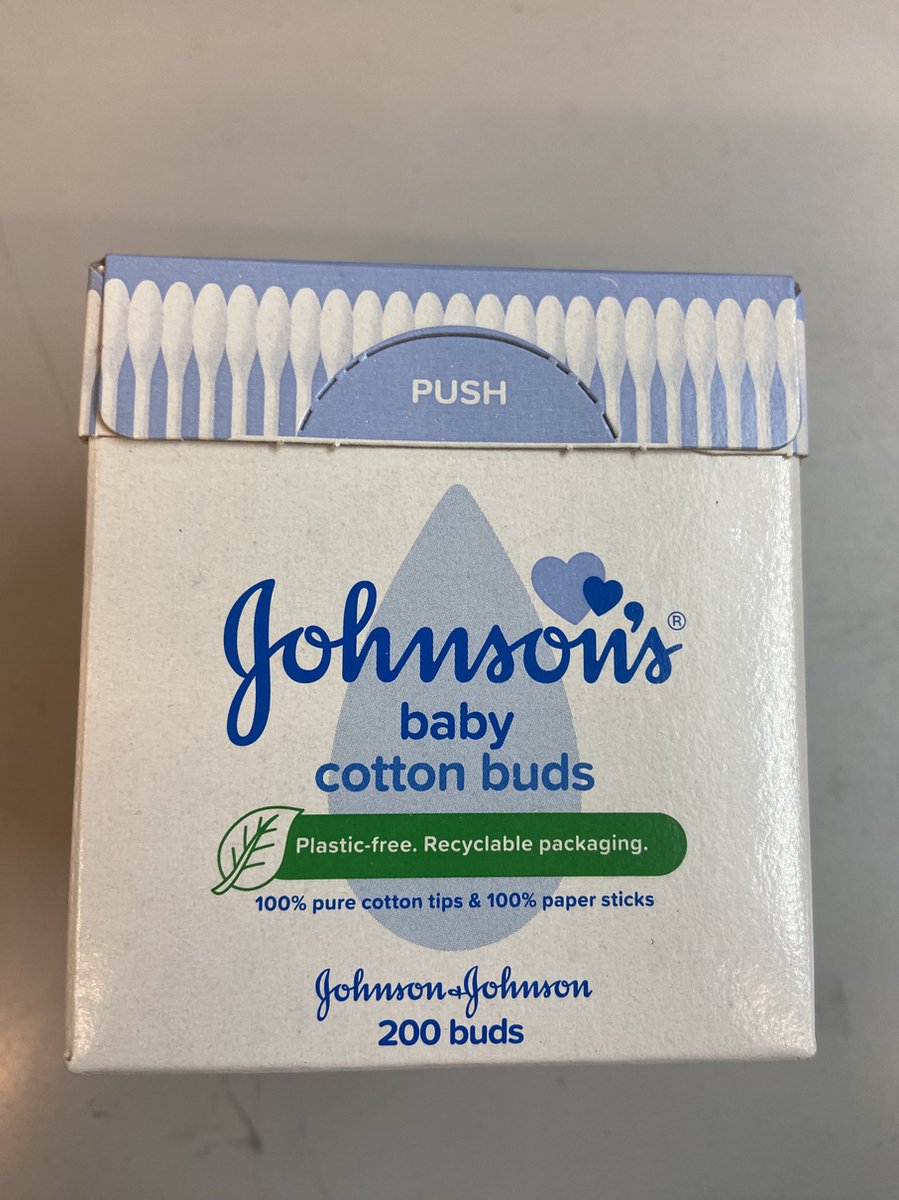 PUSH
Johnson's®
baby
cotton buds
Plastic-free. Recyclable packaging.
100% pure cotton tips & 100% paper sticks
Johnson&Johnson
200 buds